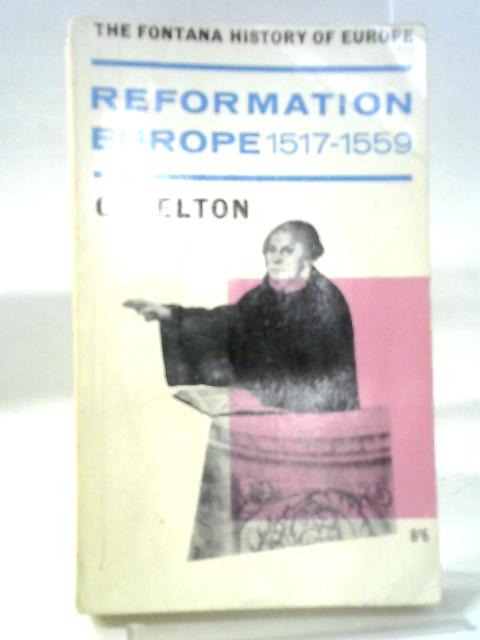 THE FONTANA HISTORY OF EUROPE
REFORMATION
EUROPE 1517-1559
ELTON
8'6